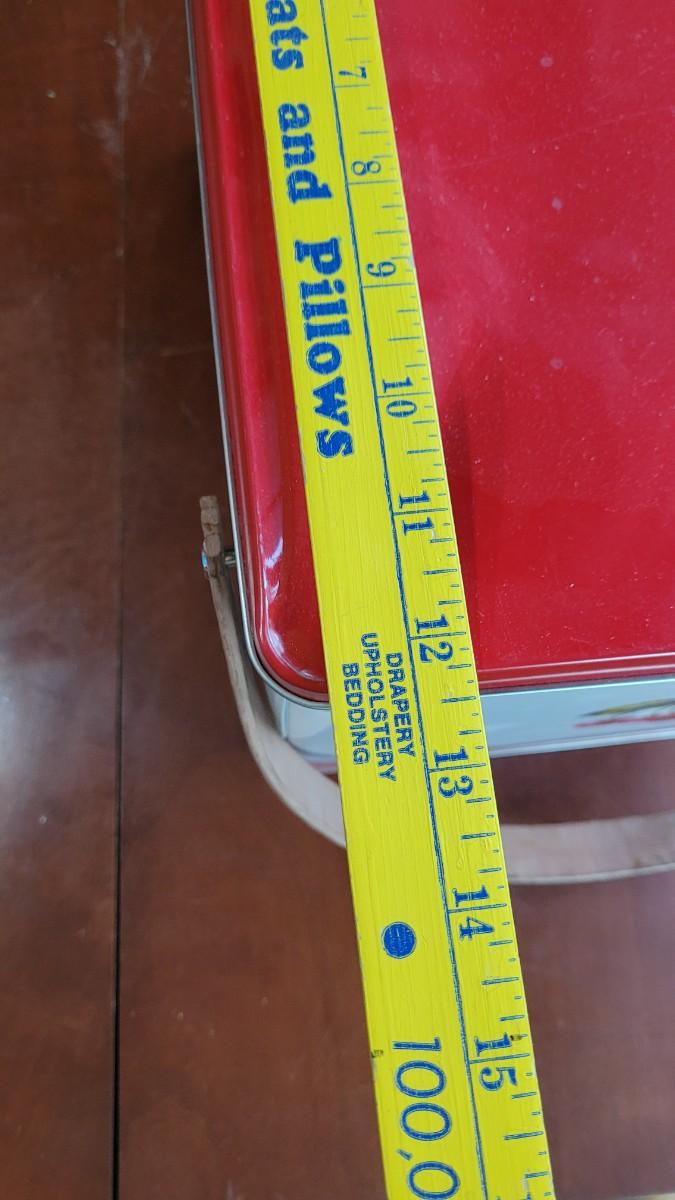 ats and Pillows
DRAPERY
UPHOLSTERY
BEDDING
100,0
7 8 9 10 11 12 13 14 15